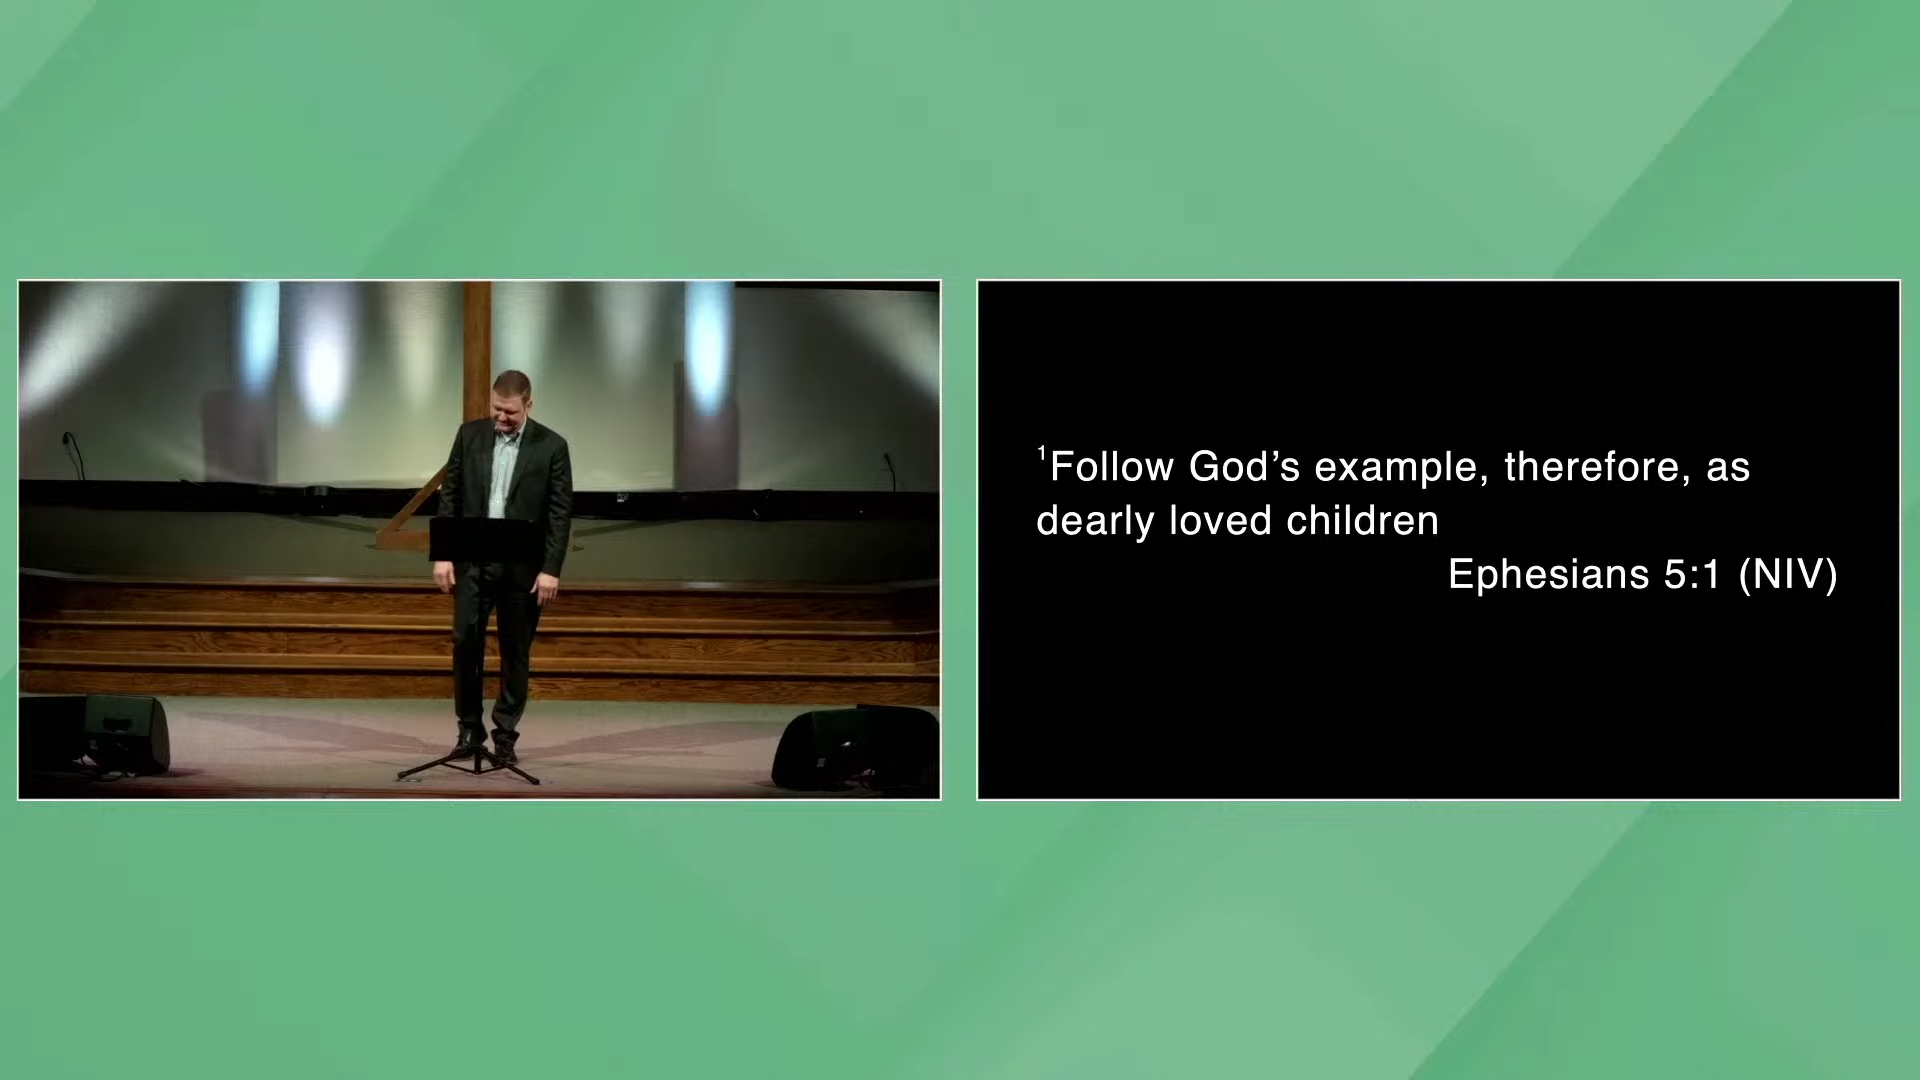 ¹Follow God’s example, therefore, as
dearly loved children
Ephesians 5:1 (NIV)